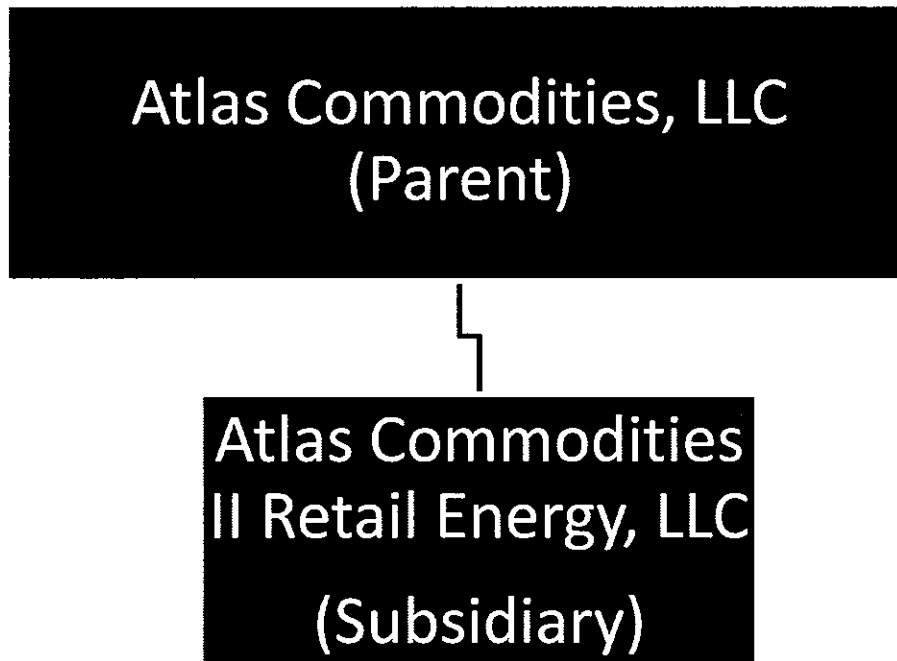 Atlas Commodities, LLC
(Parent)
Atlas Commodities
II Retail Energy, LLC
(Subsidiary)